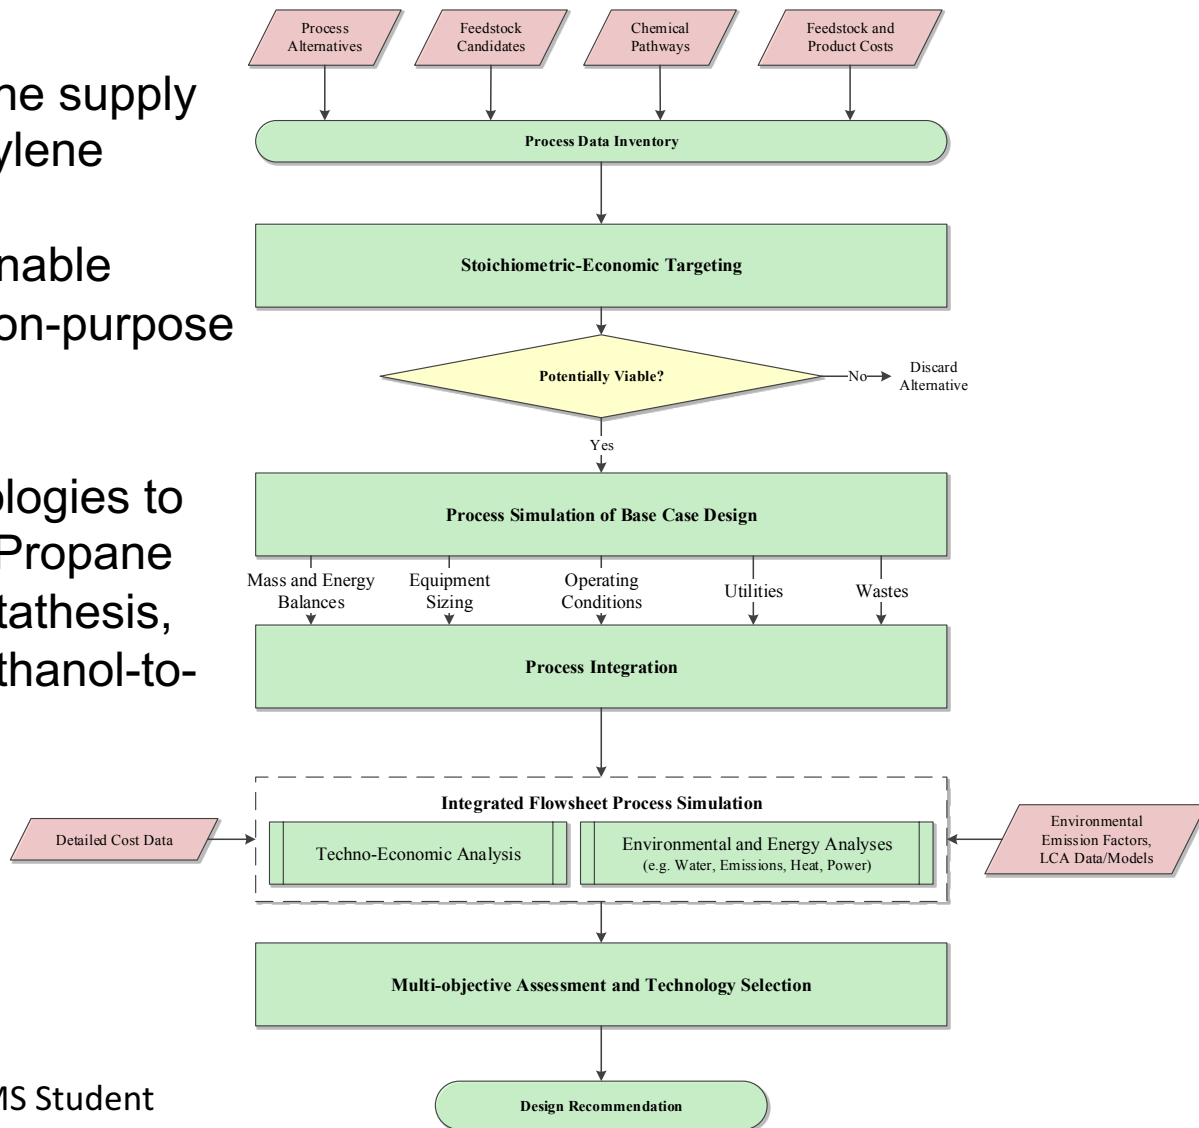 he supply
ylene
nable
on-purpose
ologies to
Propane
tathesis,
thanol-to-
MS Student
Process
Alternatives
Feedstock
Candidates
Chemical
Pathways
Feedstock and
Product Costs
Process Data Inventory
Stoichiometric-Economic Targeting
Potentially Viable?
No
Discard
Alternative
Yes
Process Simulation of Base Case Design
Mass and Energy
Balances
Equipment
Sizing
Operating
Conditions
Utilities
Wastes
Process Integration
Integrated Flowsheet Process Simulation
Detailed Cost Data
Techno-Economic Analysis
Environmental and Energy Analyses
(e.g. Water, Emissions, Heat, Power)
Environmental
Emission Factors,
LCA Data/Models
Multi-objective Assessment and Technology Selection
Design Recommendation